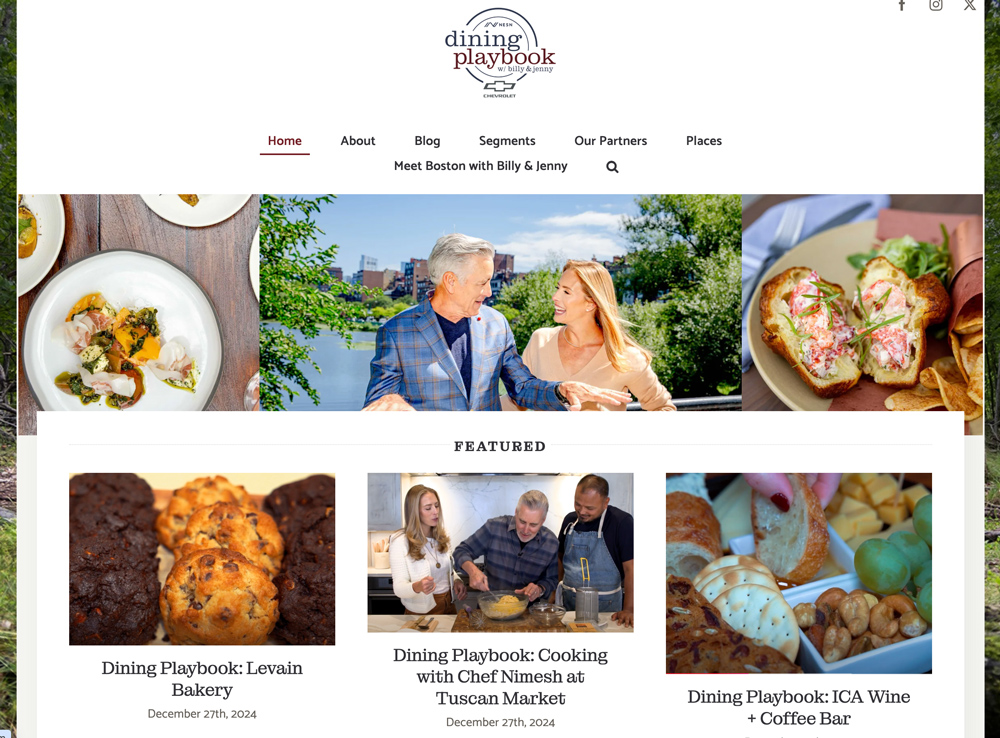 NESN
dining
playbook
w/ billy & jenny
CHEVROLET
Home About Blog Segments Our Partners Places
Meet Boston with Billy & Jenny
FEATURED
Dining Playbook: Levain
Bakery
December 27th, 2024
Dining Playbook: Cooking
with Chef Nimesh at
Tuscan Market
December 27th, 2024
Dining Playbook: ICA Wine
+ Coffee Bar